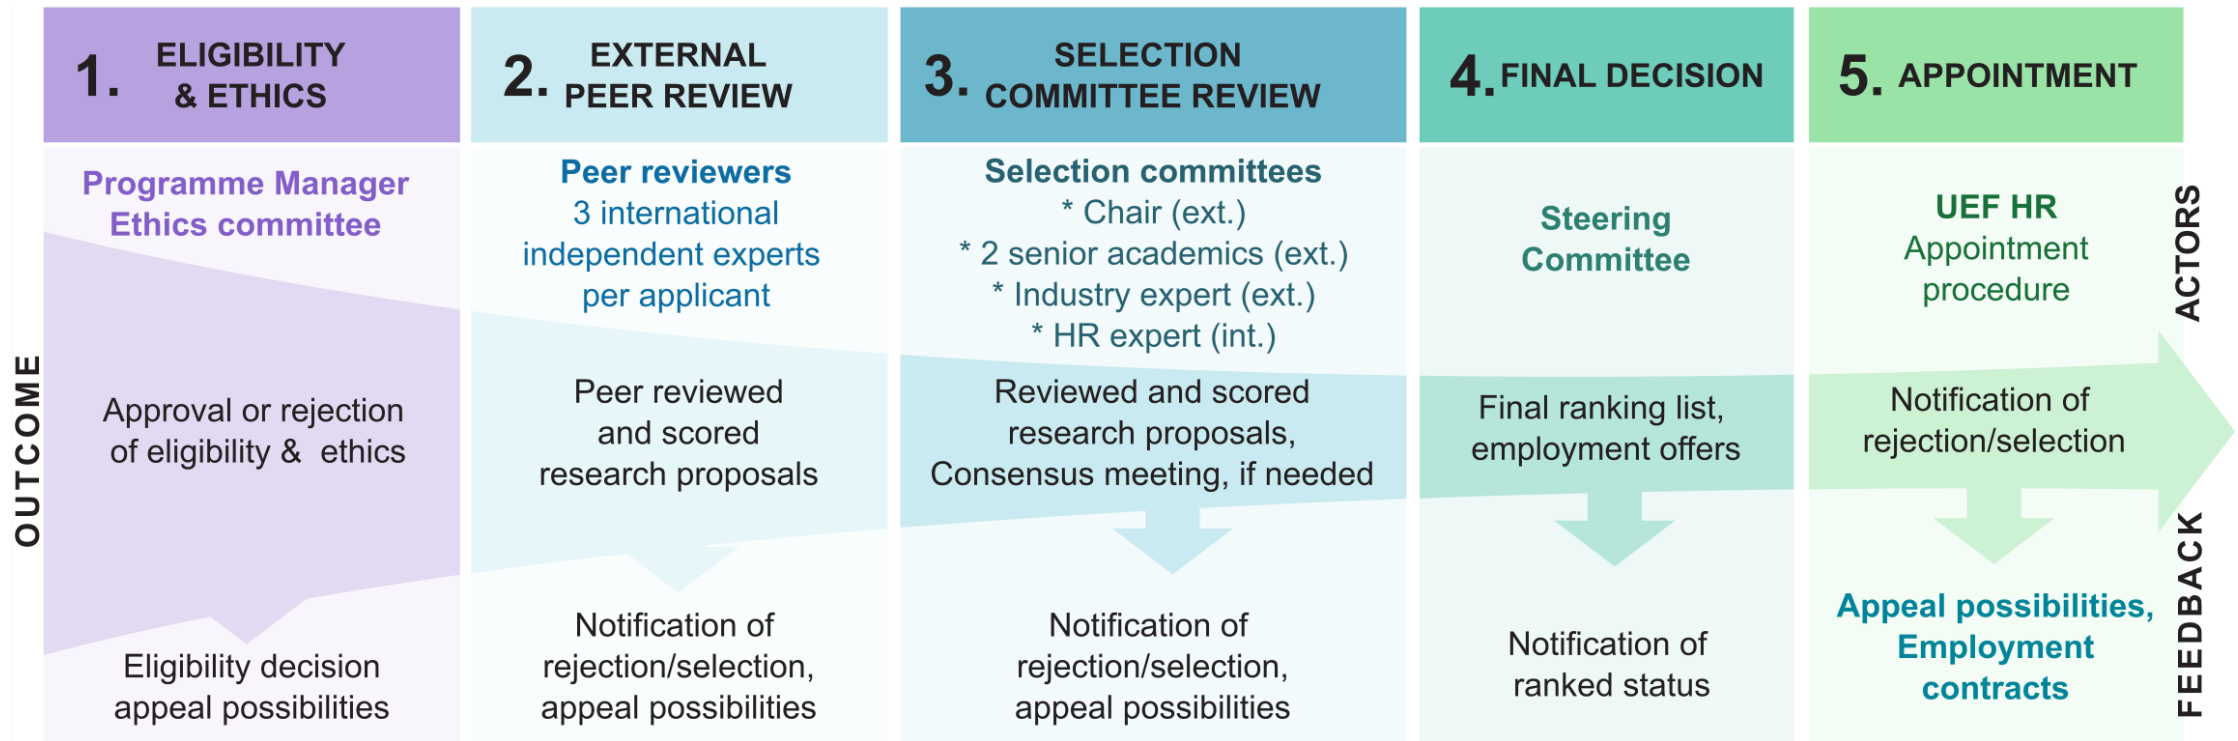 1. ELIGIBILITY
& ETHICS
Programme Manager
Ethics committee
Approval or rejection
of eligibility & ethics
Eligibility decision
appeal possibilities
2. EXTERNAL
PEER REVIEW
Peer reviewers
3 international
independent experts
per applicant
Peer reviewed
and scored
research proposals
Notification of
rejection/selection,
appeal possibilities
3. SELECTION
COMMITTEE REVIEW
Selection committees
* Chair (ext.)
* 2 senior academics (ext.)
* Industry expert (ext.)
* HR expert (int.)
Reviewed and scored
research proposals,
Consensus meeting, if needed
Notification of
rejection/selection,
appeal possibilities
4. FINAL DECISION
Steering
Committee
Final ranking list,
employment offers
Notification of
ranked status
5. APPOINTMENT
UEF HR
Appointment
procedure
Notification of
rejection/selection
Appeal possibilities,
Employment
contracts
OUTCOME
ACTORS
FEEDBACK